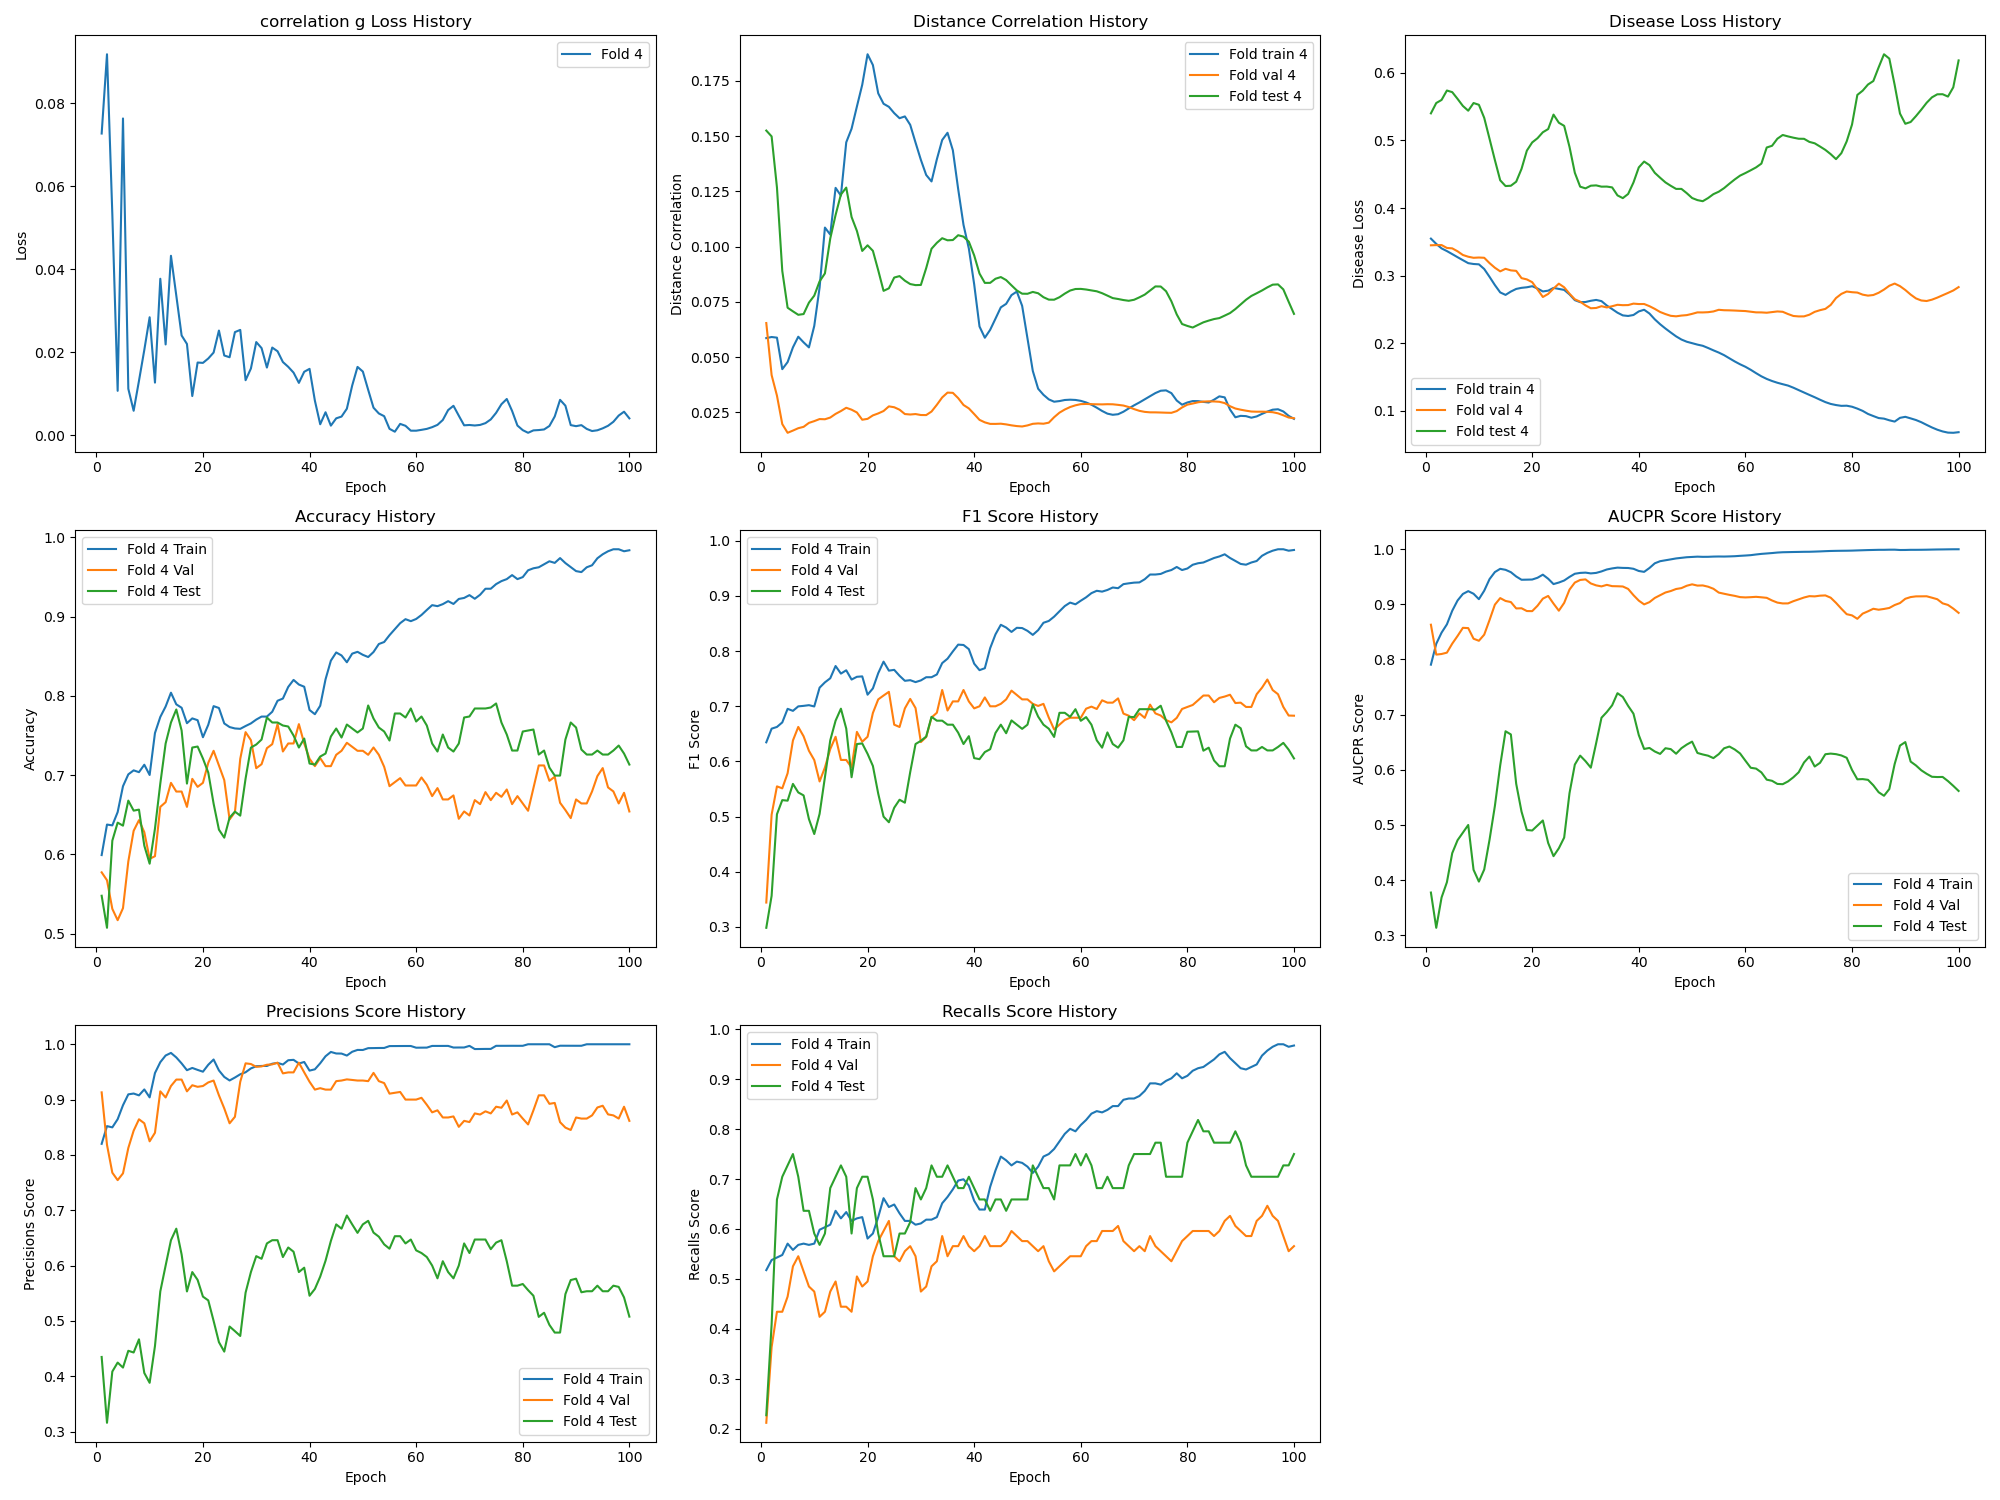 correlation g Loss History
Loss
0.08
0.06
0.04
0.02
0.00
0 20 40 60 80 100
Epoch
Fold 4
Distance Correlation History
Distance Correlation
0.175
0.150
0.125
0.100
0.075
0.050
0.025
0 20 40 60 80 100
Epoch
Fold train 4
Fold val 4
Fold test 4
Disease Loss History
Disease Loss
0.6
0.5
0.4
0.3
0.2
0.1
0 20 40 60 80 100
Epoch
Fold train 4
Fold val 4
Fold test 4
Accuracy History
Accuracy
1.0
0.9
0.8
0.7
0.6
0.5
0 20 40 60 80 100
Epoch
Fold 4 Train
Fold 4 Val
Fold 4 Test
F1 Score History
F1 Score
1.0
0.9
0.8
0.7
0.6
0.5
0.4
0.3
0 20 40 60 80 100
Epoch
Fold 4 Train
Fold 4 Val
Fold 4 Test
AUCPR Score History
AUCPR Score
1.0
0.9
0.8
0.7
0.6
0.5
0.4
0.3
0 20 40 60 80 100
Epoch
Fold 4 Train
Fold 4 Val
Fold 4 Test
Precisions Score History
Precisions Score
1.0
0.9
0.8
0.7
0.6
0.5
0.4
0.3
0 20 40 60 80 100
Epoch
Fold 4 Train
Fold 4 Val
Fold 4 Test
Recalls Score History
Recalls Score
1.0
0.9
0.8
0.7
0.6
0.5
0.4
0.3
0.2
0 20 40 60 80 100
Epoch
Fold 4 Train
Fold 4 Val
Fold 4 Test